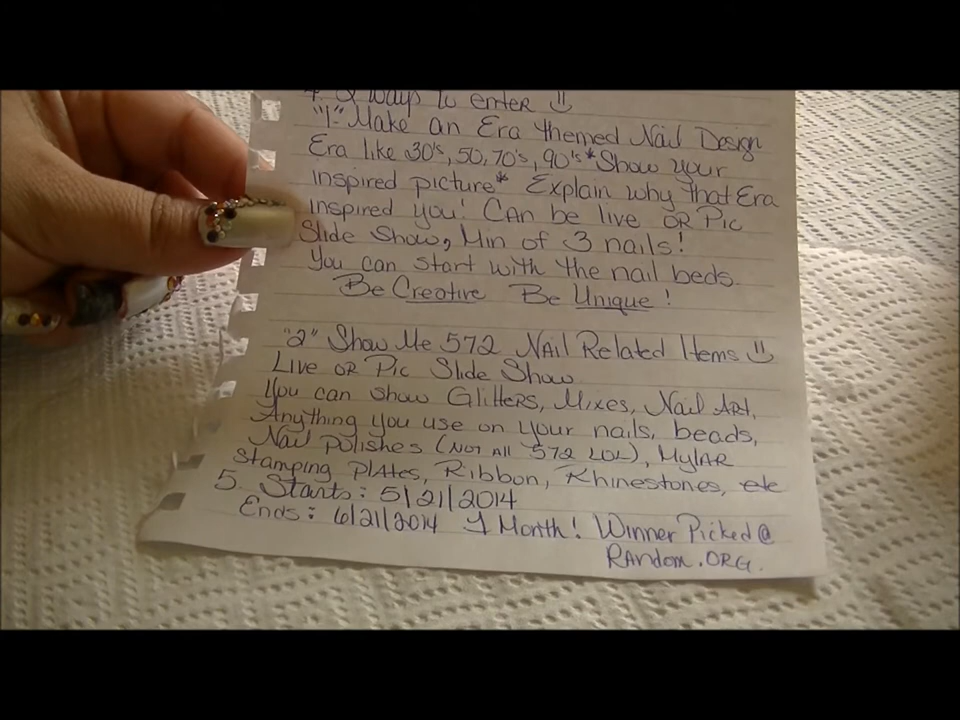 4. 2 Ways to enter
"1". Make an Era themed Nail Design
Era like 30's, 50, 70's, 90's *Show your
inspired picture* Explain why that Era
inspired you! CAn be live OR Pic
Slide Show, Min of 3 nails!
You can start with the nail beds.
Be Creative Be Unique!
"2" Show Me 572 NAil Related Items
Live OR Pic Slide Show
You can show GlitteRs, Mixes, Nail ARt,
Anything you use on your nails, beads,
Nail polishes (Not All 572 LOL), MylAR
Stamping PlAtes, Ribbon, Rhinestones, etc
5. Starts: 5/21/2014
Ends: 6/21/2014 1 Month! Winner Picked @
RAndom.ORG.